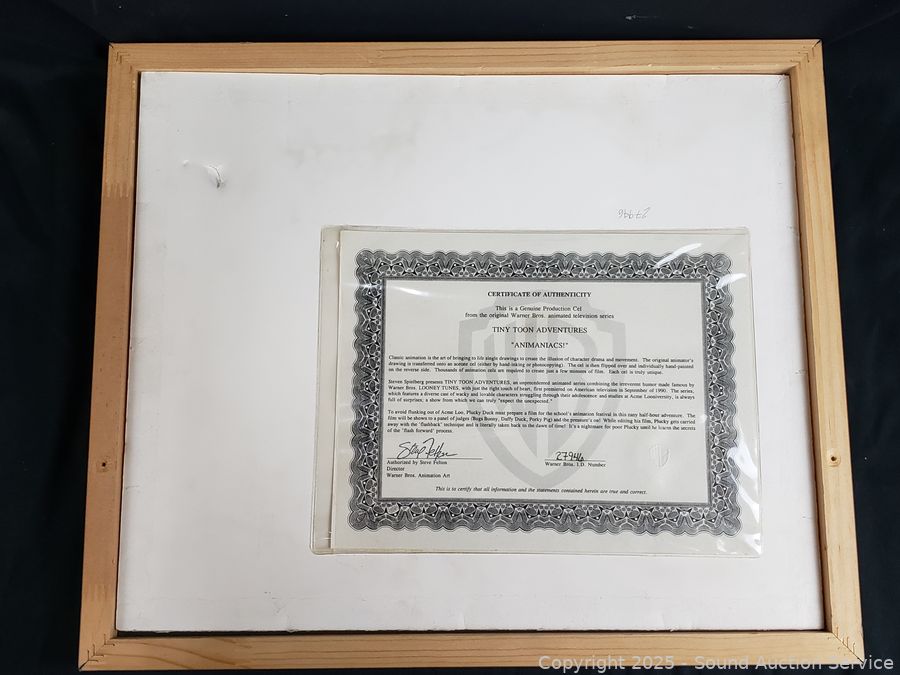 27946
CERTIFICATE OF AUTHENTICITY
This is a Genuine Production Cel
from the original Warner Bros. animated television series
TINY TOON ADVENTURES
"ANIMANIACS!"
Classic animation is the art of bringing to life single drawings to create the illusion of character drama and movement. The original animator's
drawing is transferred onto an acetate cel (either by hand-inking or photocopying). The cel is then flipped over and individually hand-painted
on the reverse side. Thousands of animation cels are required to create just a few minutes of film. Each cel is truly unique.
Steven Spielberg presents TINY TOON ADVENTURES, an unprecedented animated series combining the irreverent humor made famous by
Warner Bros. LOONEY TUNES, with just the right touch of heart, first premiered on American television in September of 1990. The series,
which features a diverse cast of wacky and lovable characters struggling through their adolescence and studies at Acme Looniversity, is always
full of surprises; a show from which we can truly "expect the unexpected."
To avoid flunking out of Acme Loo, Plucky Duck must prepare a film for the school's animation festival in this zany half-hour adventure. The
film will be shown to a panel of judges (Bugs Bunny, Daffy Duck, Porky Pig) and the pressure's on! While editing his film, Plucky gets carried
away with the 'flashback' technique and is literally taken back to the dawn of time! It's a nightmare for poor Plucky until he learns the secrets
of the 'flash forward' process.
Steve Felton 27946
Authorized by Steve Felton Warner Bros. I.D. Number
Director
Warner Bros. Animation Art
This is to certify that all information and the statements contained herein are true and correct.
Copyright 2025 - Sound Auction Service